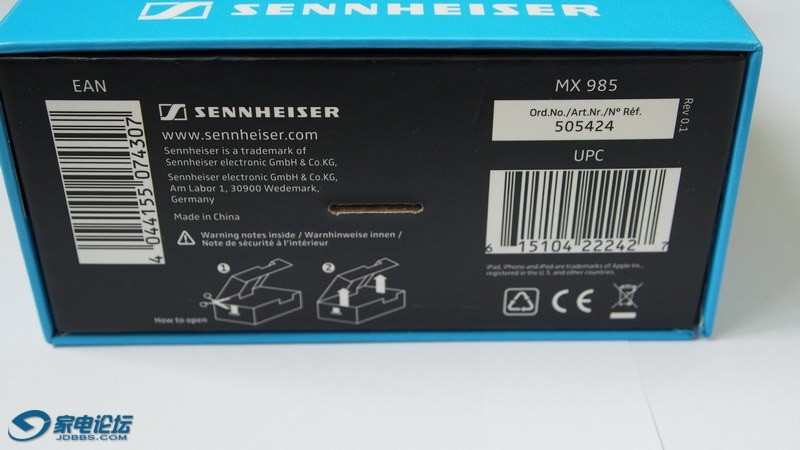 SENNHEISER
EAN
4 044155 074307
SENNHEISER
www.sennheiser.com
Sennheiser is a trademark of
Sennheiser electronic GmbH & Co.KG,
Sennheiser electronic GmbH & Co.KG,
Am Labor 1, 30900 Wedemark,
Germany
Made in China
Warning notes inside / Warnhinweise innen /
Note de sécurité à l'intérieur
How to open
1
2
MX 985
Ord.No./Art.Nr./N° Réf.
505424
Rev 0.1
UPC
6 15104 22242 7
iPad, iPhone and iPod are trademarks of Apple Inc.,
registered in the U.S. and other countries.
CE
家电论坛
JDBBS.COM